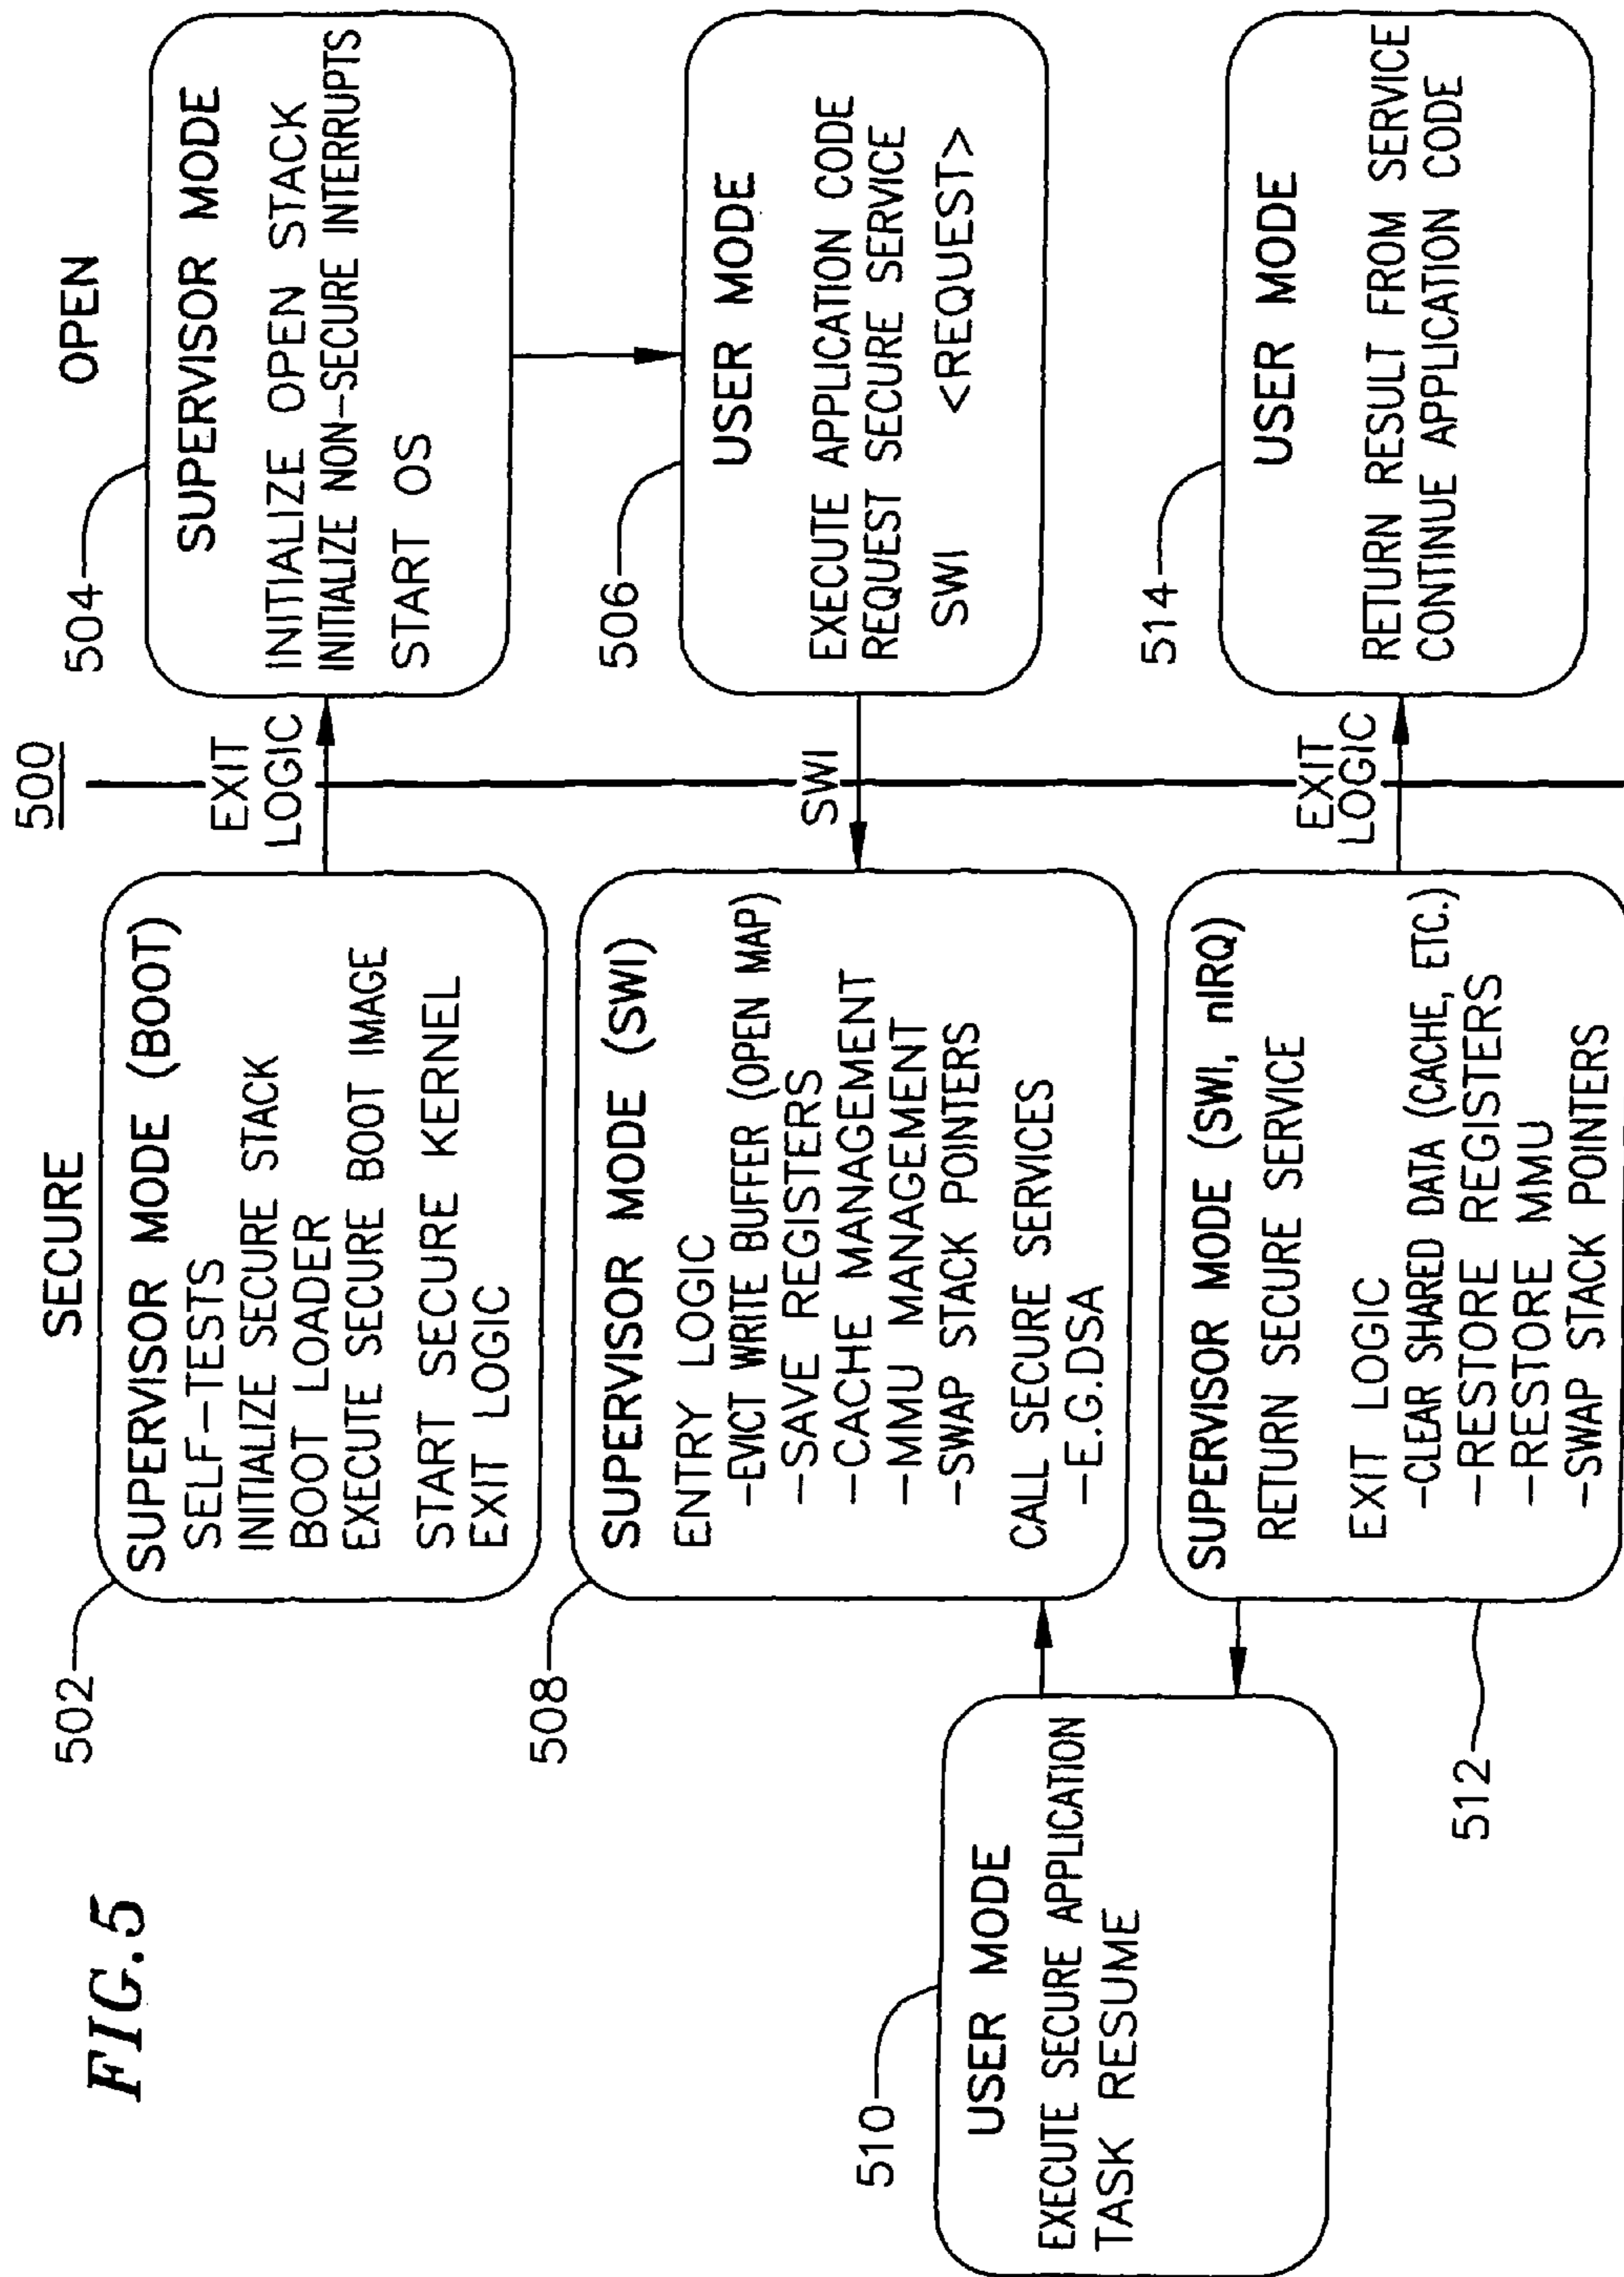 FIG.5
500
SECURE
OPEN
502
SUPERVISOR MODE (BOOT)
SELF-TESTS
INITIALIZE SECURE STACK
BOOT LOADER
EXECUTE SECURE BOOT IMAGE
START SECURE KERNEL
EXIT LOGIC
EXIT
LOGIC
504
SUPERVISOR MODE
INITIALIZE OPEN STACK
INITIALIZE NON-SECURE INTERRUPTS
START OS
506
USER MODE
EXECUTE APPLICATION CODE
REQUEST SECURE SERVICE
SWI <REQUEST>
SWI
508
SUPERVISOR MODE (SWI)
ENTRY LOGIC
-EVICT WRITE BUFFER (OPEN MAP)
-SAVE REGISTERS
-CACHE MANAGEMENT
-MMU MANAGEMENT
-SWAP STACK POINTERS
CALL SECURE SERVICES
-E.G.DSA
510
USER MODE
EXECUTE SECURE APPLICATION
TASK RESUME
512
SUPERVISOR MODE (SWI, nIRQ)
RETURN SECURE SERVICE
EXIT LOGIC
-CLEAR SHARED DATA (CACHE, ETC.)
-RESTORE REGISTERS
-RESTORE MMU
-SWAP STACK POINTERS
EXIT
LOGIC
514
USER MODE
RETURN RESULT FROM SERVICE
CONTINUE APPLICATION CODE